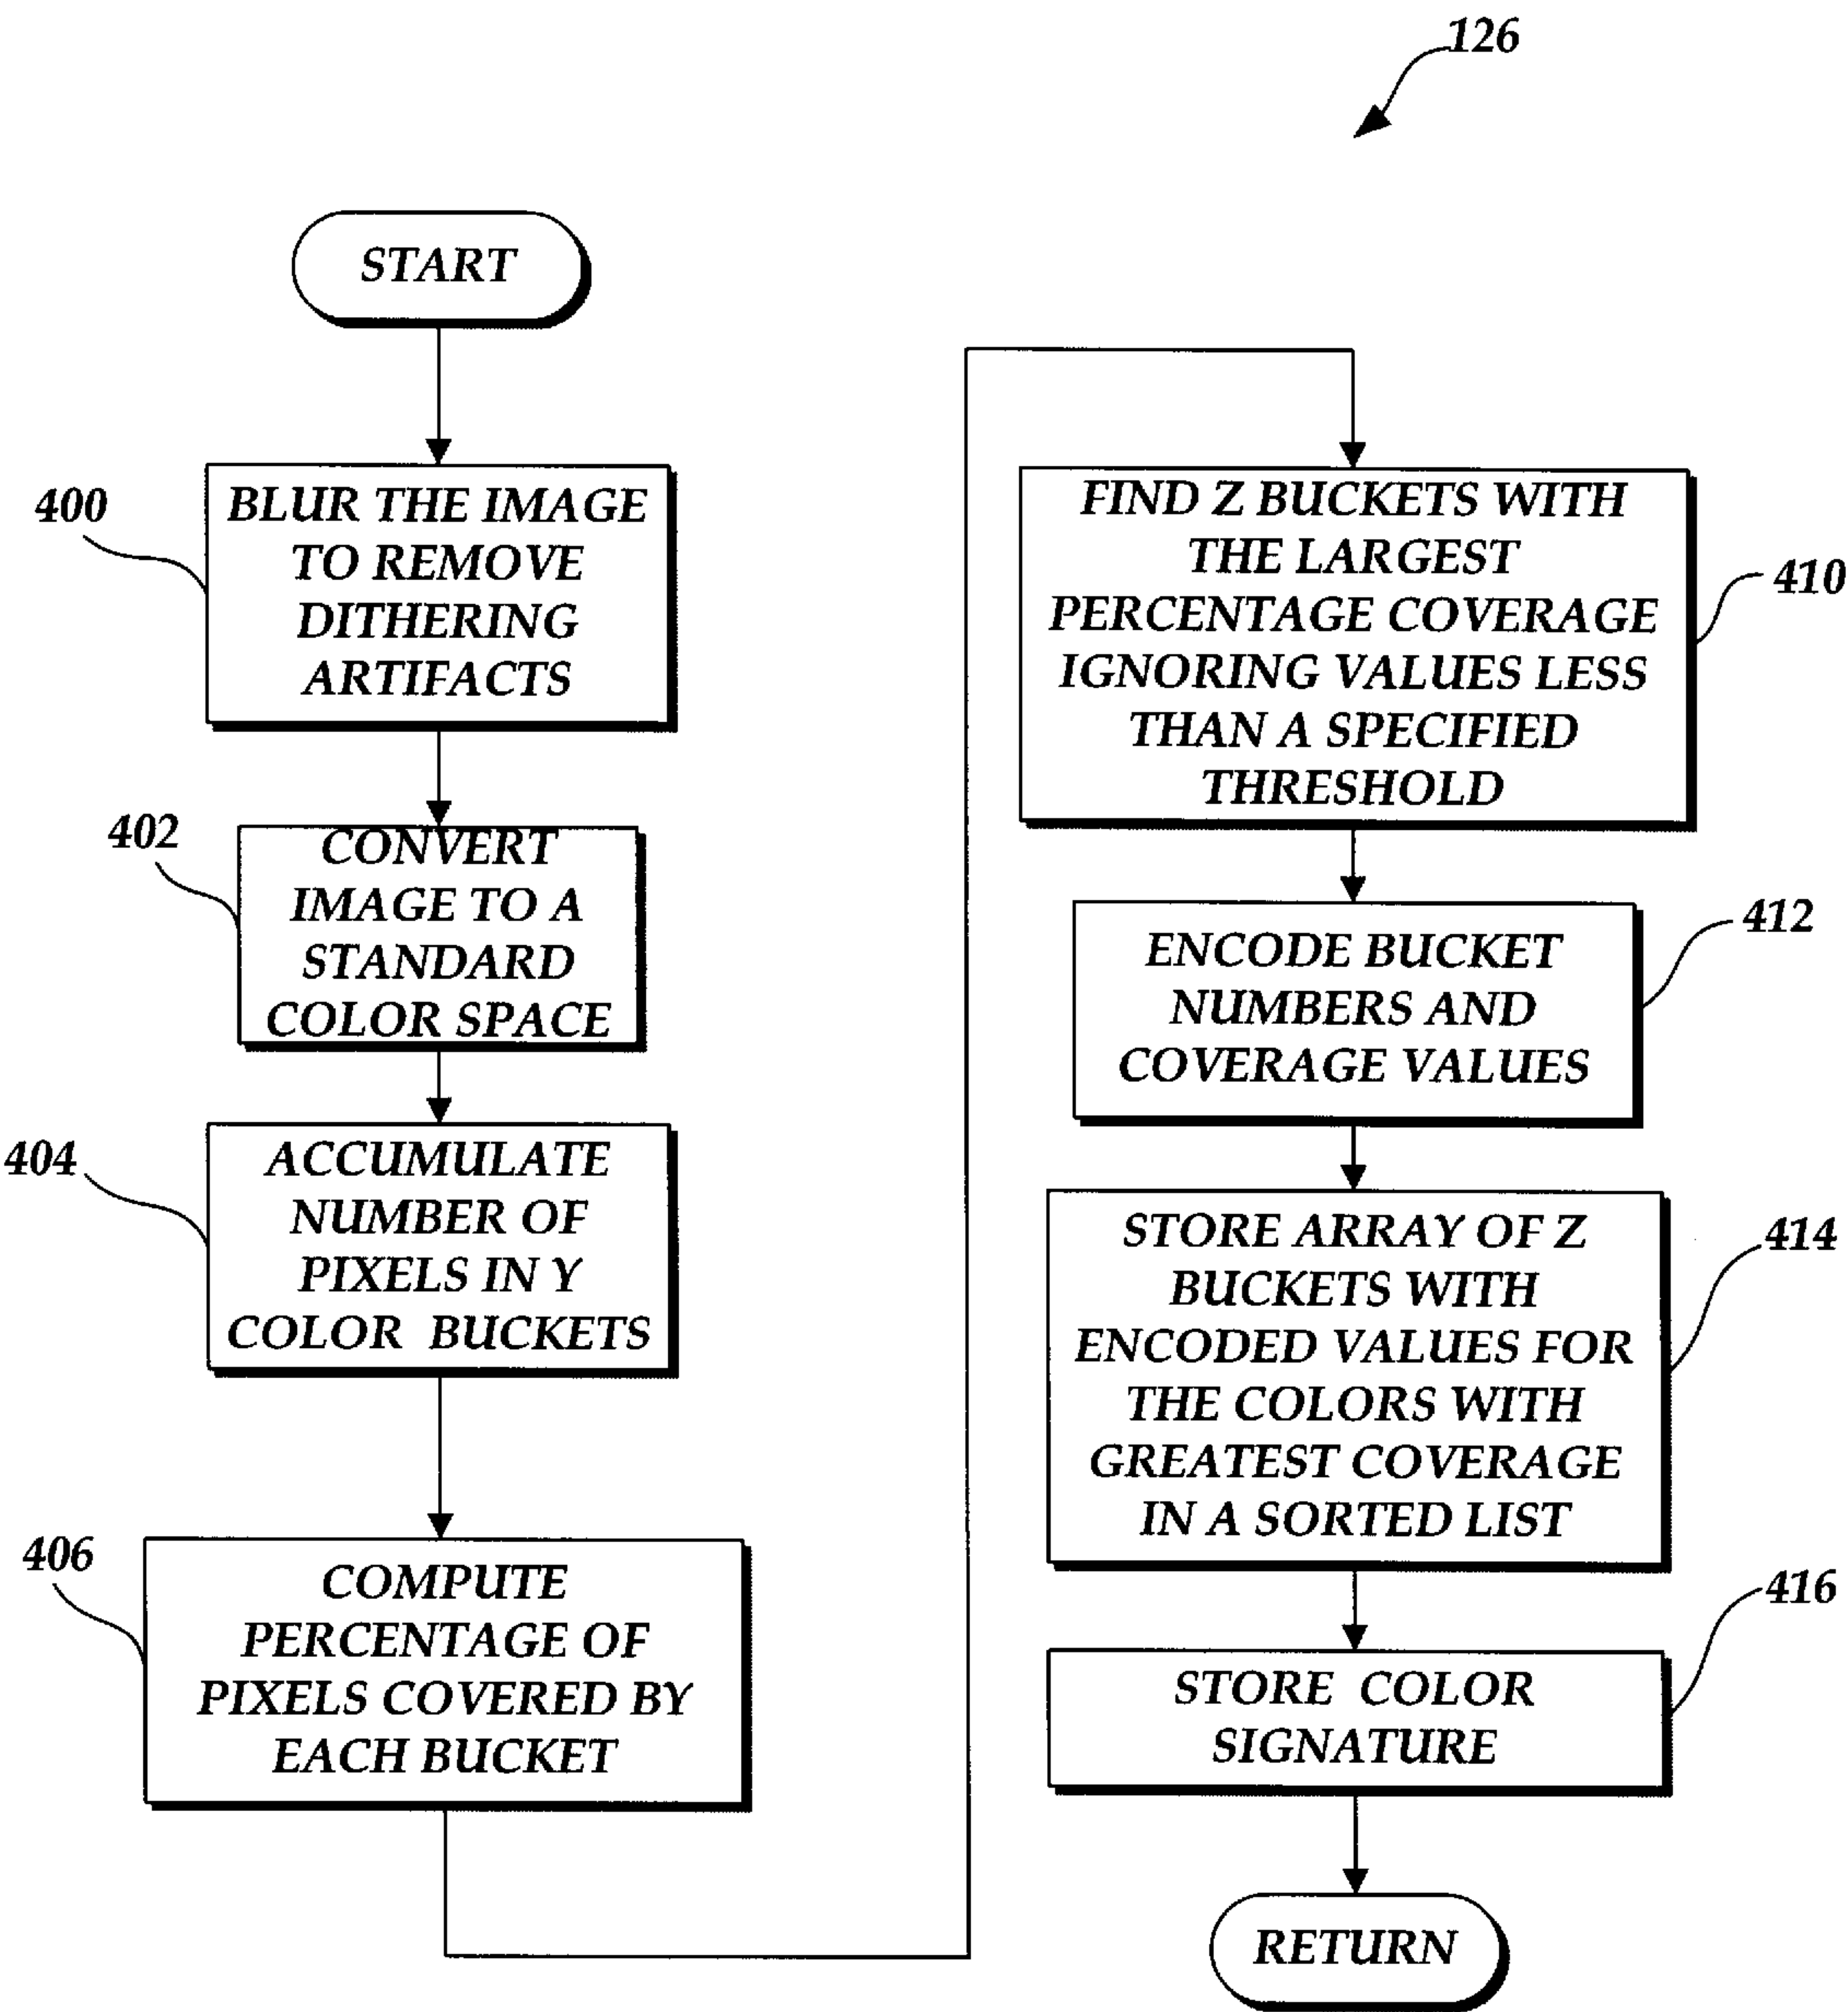 126
START
400
BLUR THE IMAGE
TO REMOVE
DITHERING
ARTIFACTS
402
CONVERT
IMAGE TO A
STANDARD
COLOR SPACE
404
ACCUMULATE
NUMBER OF
PIXELS IN Y
COLOR BUCKETS
406
COMPUTE
PERCENTAGE OF
PIXELS COVERED BY
EACH BUCKET
FIND Z BUCKETS WITH
THE LARGEST
PERCENTAGE COVERAGE
IGNORING VALUES LESS
THAN A SPECIFIED
THRESHOLD
410
ENCODE BUCKET
NUMBERS AND
COVERAGE VALUES
412
STORE ARRAY OF Z
BUCKETS WITH
ENCODED VALUES FOR
THE COLORS WITH
GREATEST COVERAGE
IN A SORTED LIST
414
STORE COLOR
SIGNATURE
416
RETURN